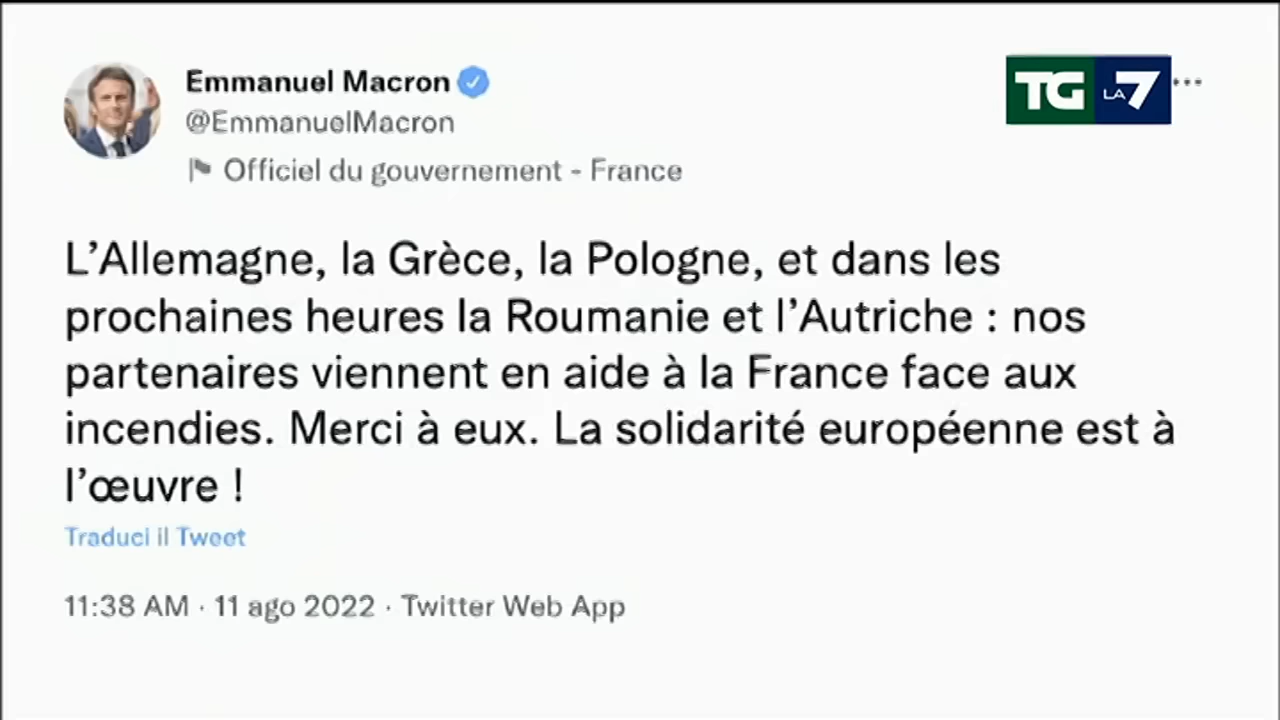 Emmanuel Macron
@EmmanuelMacron
Officiel du gouvernement - France
TG LA7
L’Allemagne, la Grèce, la Pologne, et dans les
prochaines heures la Roumanie et l’Autriche : nos
partenaires viennent en aide à la France face aux
incendies. Merci à eux. La solidarité européenne est à
l’œuvre !
Traduci il Tweet
11:38 AM · 11 ago 2022 · Twitter Web App